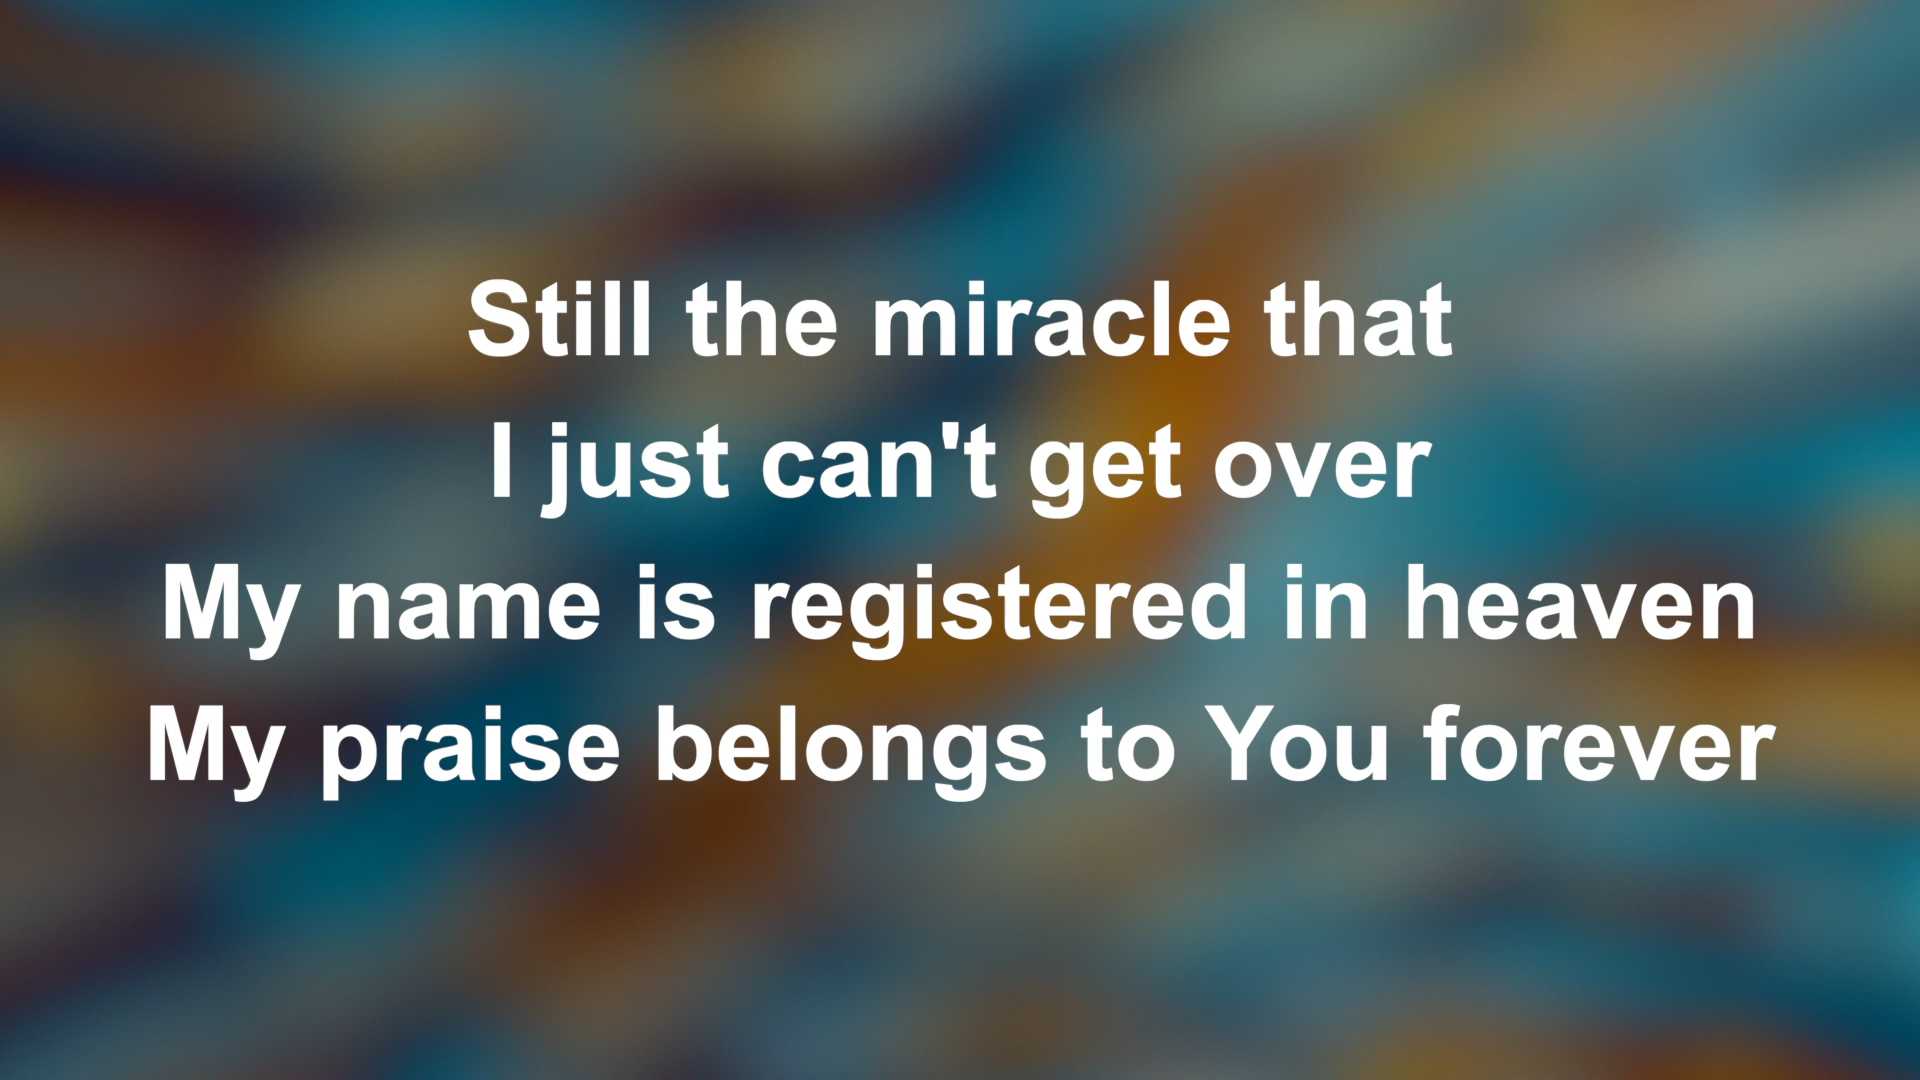 Still the miracle that
I just can't get over
My name is registered in heaven
My praise belongs to You forever